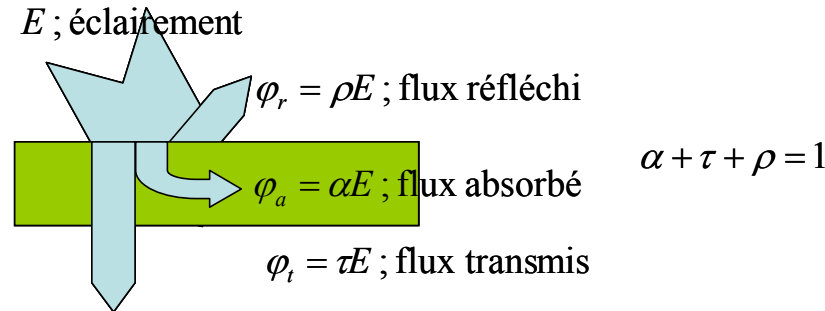 E ; éclairement
φr = ρE ; flux réfléchi
α + τ + ρ = 1
φa = αE ; flux absorbé
φt = τE ; flux transmis